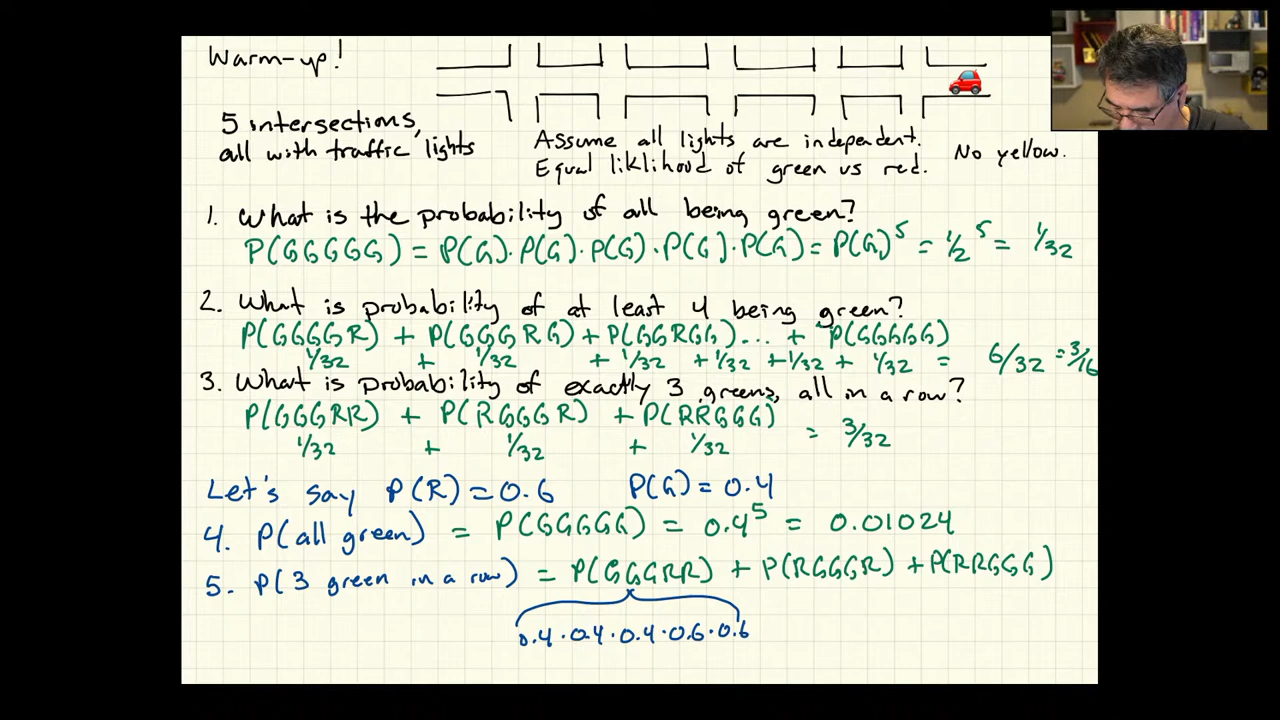 Warm-up!
5 intersections,
all with traffic lights
Assume all lights are independent.
Equal liklihood of green vs red.
No yellow.
1. What is the probability of all being green?
P(GGGGG) = P(G)·P(G)·P(G)·P(G)·P(G) = P(G)^5 = 1/2^5 = 1/32
2. What is probability of at least 4 being green?
P(GGGGR) + P(GGGRG) + P(GGRGG)... + P(GGGGG)
1/32 + 1/32 + 1/32 + 1/32 + 1/32 + 1/32 = 6/32 = 3/16
3. What is probability of exactly 3 greens, all in a row?
P(GGGRR) + P(RGGGR) + P(RRGGG)
1/32 + 1/32 + 1/32 = 3/32
Let's say P(R) = 0.6 P(G) = 0.4
4. P(all green) = P(GGGGG) = 0.4^5 = 0.01024
5. P(3 green in a row) = P(GGGRR) + P(RGGGR) + P(RRGGG)
0.4·0.4·0.4·0.6·0.6